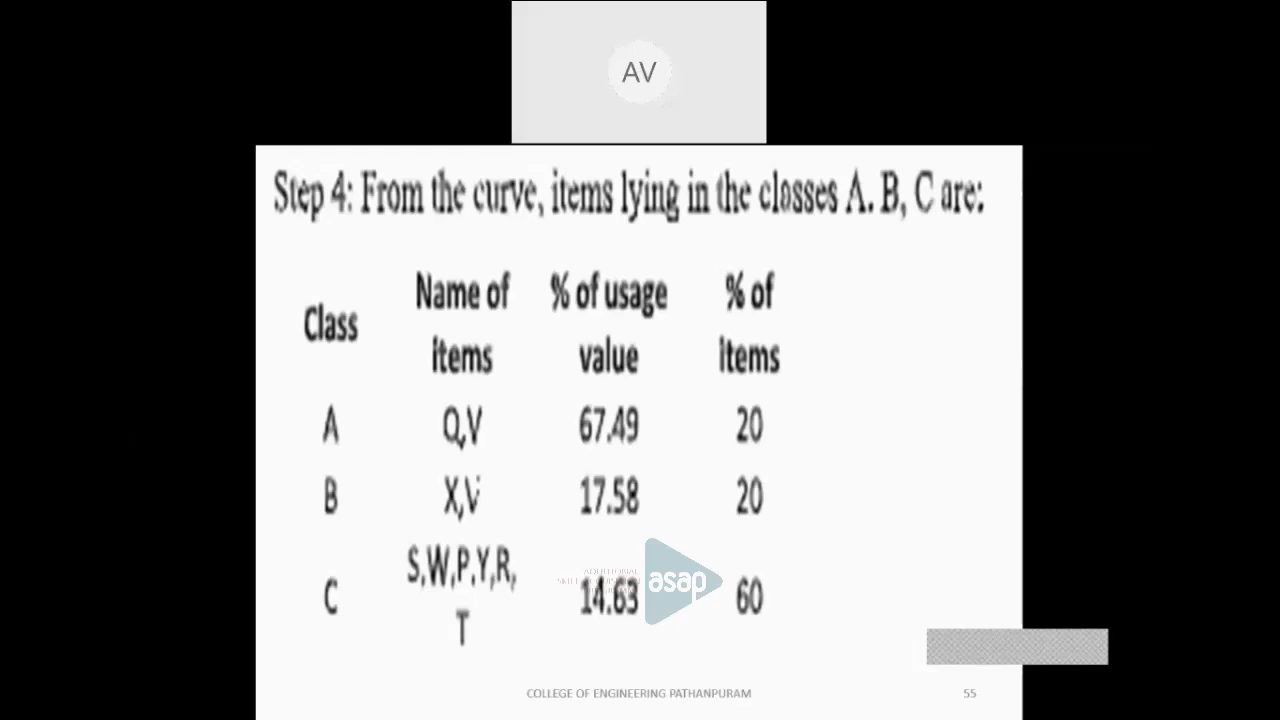 AV
Step 4: From the curve, items lying in the classes A. B, C are:
Class Name of items % of usage value % of items
A Q,V 67.49 20
B X,V 17.58 20
C S,W,P,Y,R, T 14.63 60
asap
COLLEGE OF ENGINEERING PATHANPURAM 55